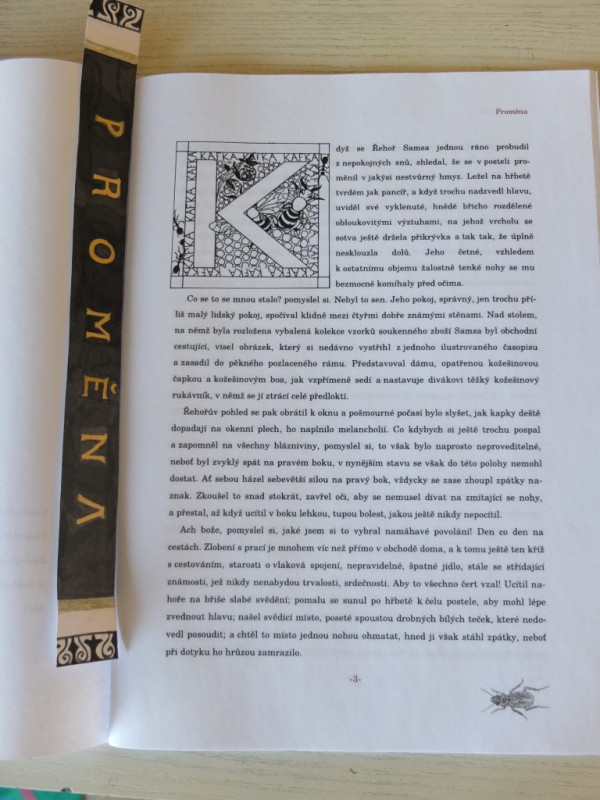 PROMĚNA
Proměna
KAFKA KAFKA
K
dyž se Řehoř Samsa jednou ráno probudil
z nepokojných snů, shledal, že se v posteli pro-
měnil v jakýsi nestvůrný hmyz. Ležel na hřbetě
tvrdém jak pancíř, a když trochu nadzvedl hlavu,
uviděl své vyklenuté, hnědé břicho rozdělené
obloukovitými výztuhami, na jehož vrcholu se
sotva ještě držela přikrývka a tak tak, že úplně
nesklouzla dolů. Jeho četné, vzhledem
k ostatnímu objemu žalostně tenké nohy se mu
bezmocně komíhaly před očima.
Co se to se mnou stalo? pomyslel si. Nebyl to sen. Jeho pokoj, správný, jen trochu pří-
liš malý lidský pokoj, spočíval klidně mezi čtyřmi dobře známými stěnami. Nad stolem,
na němž byla rozložena vybalená kolekce vzorků soukenného zboží Samsa byl obchodní
cestující, visel obrázek, který si nedávno vystřihl z jednoho ilustrovaného časopisu
a zasadil do pěkného pozlaceného rámu. Představoval dámu, opatřenou kožešinovou
čapkou a kožešinovým boa, jak vzpřímeně sedí a nastavuje divákovi těžký kožešinový
rukávník, v němž se jí ztrácí celé předloktí.
Řehořův pohled se pak obrátil k oknu a pošmourné počasí bylo slyšet, jak kapky deště
dopadají na okenní plech, ho naplnilo melancholií. Co kdybych si ještě trochu pospal
a zapomněl na všechny blázniviny, pomyslel si, to však bylo naprosto neproveditelné,
neboť byl zvyklý spát na pravém boku, v nynějším stavu se však do této polohy nemohl
dostat. Ať sebou házel sebevětší silou na pravý bok, vždycky se zase zhoupl zpátky na-
znak. Zkoušel to snad stokrát, zavřel oči, aby se nemusel dívat na zmítající se nohy,
a přestal, až když ucítil v boku lehkou, tupou bolest, jakou ještě nikdy nepocítil.
Ach bože, pomyslel si, jaké jsem si to vybral namáhavé povolání! Den co den na
cestách. Zlobení s prací je mnohem víc než přímo v obchodě doma, a k tomu ještě ten kříž
s cestováním, starosti o vlaková spojení, nepravidelné, špatné jídlo, stále se střídající
známosti, jež nikdy nenabydou trvalosti, srdečnosti. Aby to všechno čert vzal! Ucítil na-
hoře na břiše slabé svědění; pomalu se sunul po hřbetě k čelu postele, aby mohl lépe
zvednout hlavu; našel svědící místo, poseté spoustou drobných bílých teček, které nedo-
vedl posoudit; a chtěl to místo jednou nohou ohmatat, hned ji však stáhl zpátky, neboť
při dotyku ho hrůzou zamrazilo.
-3-